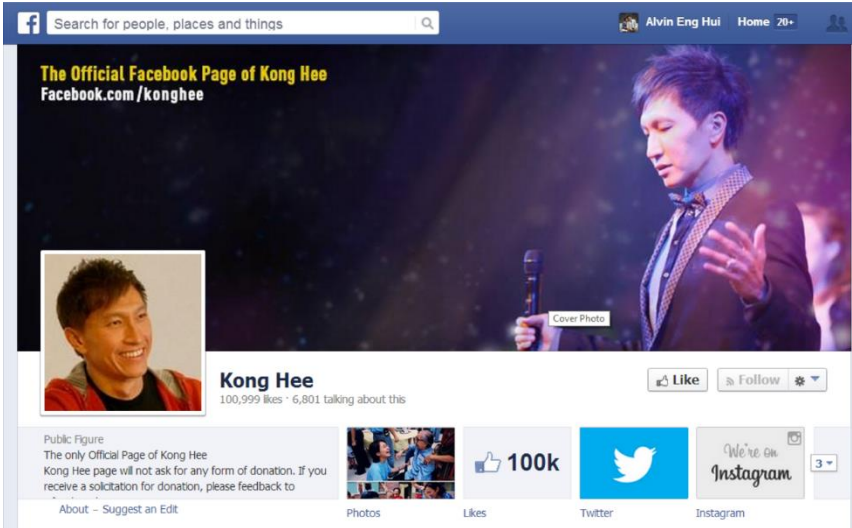 f
Search for people, places and things
Alvin Eng Hui
Home 20+
The Official Facebook Page of Kong Hee
Facebook.com/konghee
Cover Photo
Kong Hee
100,999 likes · 6,801 talking about this
Like
Follow
Public Figure
The only Official Page of Kong Hee
Kong Hee page will not ask for any form of donation. If you
receive a solicitation for donation, please feedback to
About – Suggest an Edit
100k
We're on
Instagram
3
Photos
Likes
Twitter
Instagram